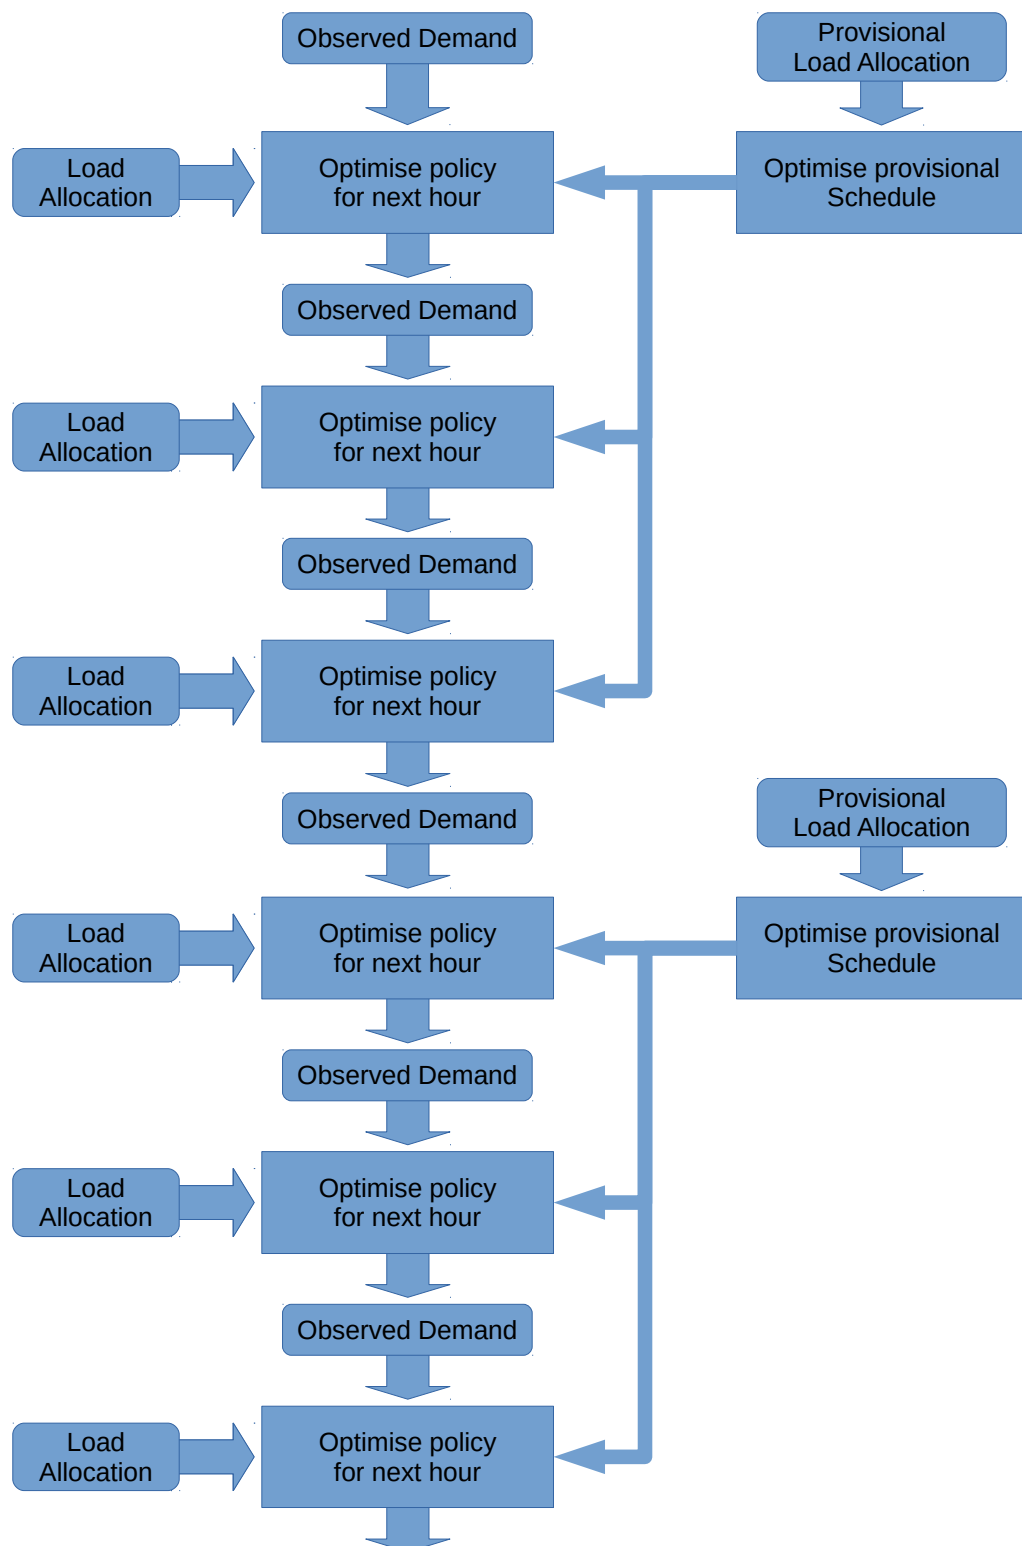 Observed Demand
Provisional
Load Allocation
Load
Allocation
Optimise policy
for next hour
Optimise provisional
Schedule
Observed Demand
Load
Allocation
Optimise policy
for next hour
Observed Demand
Load
Allocation
Optimise policy
for next hour
Observed Demand
Provisional
Load Allocation
Load
Allocation
Optimise policy
for next hour
Optimise provisional
Schedule
Observed Demand
Load
Allocation
Optimise policy
for next hour
Observed Demand
Load
Allocation
Optimise policy
for next hour